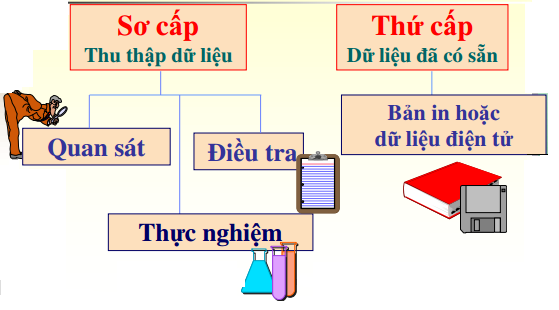 Sơ cấp
Thu thập dữ liệu
Thứ cấp
Dữ liệu đã có sẵn
Quan sát
Điều tra
Thực nghiệm
Bản in hoặc
dữ liệu điện tử